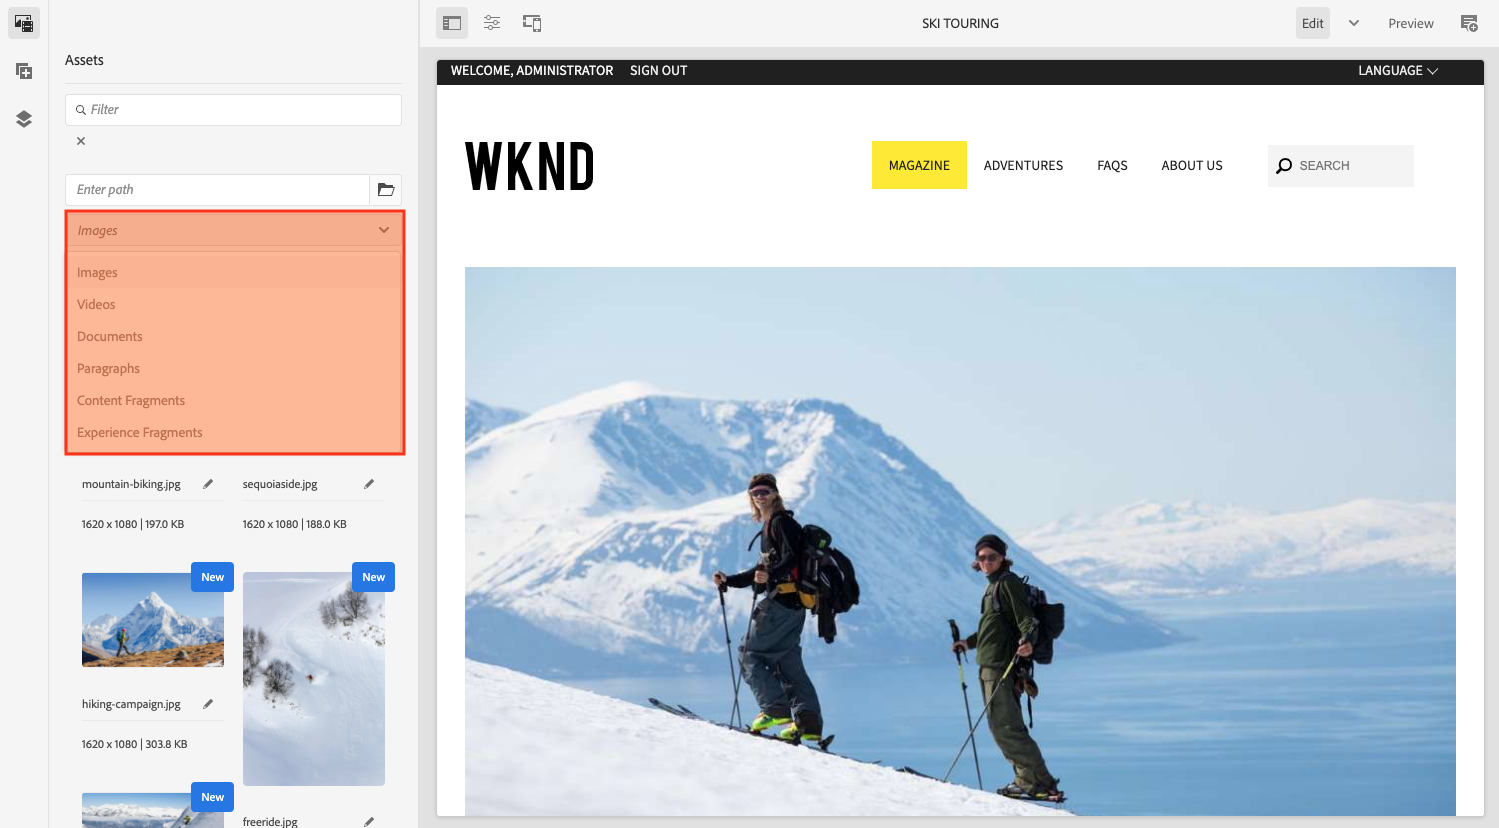 SKI TOURING
Edit
Preview
Assets
Filter
Enter path
Images
Images
Videos
Documents
Paragraphs
Content Fragments
Experience Fragments
mountain-biking.jpg
sequoiaside.jpg
1620 x 1080 | 197.0 KB
1620 x 1080 | 188.0 KB
New
New
hiking-campaign.jpg
1620 x 1080 | 303.8 KB
New
freeride.jpg
WELCOME, ADMINISTRATOR SIGN OUT
LANGUAGE
WKND
MAGAZINE ADVENTURES FAQS ABOUT US
SEARCH